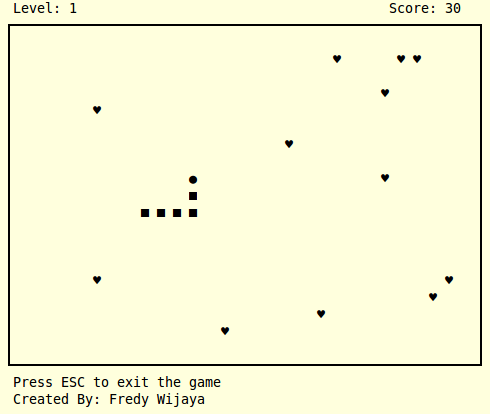 Level: 1 Score: 30
Press ESC to exit the game
Created By: Fredy Wijaya